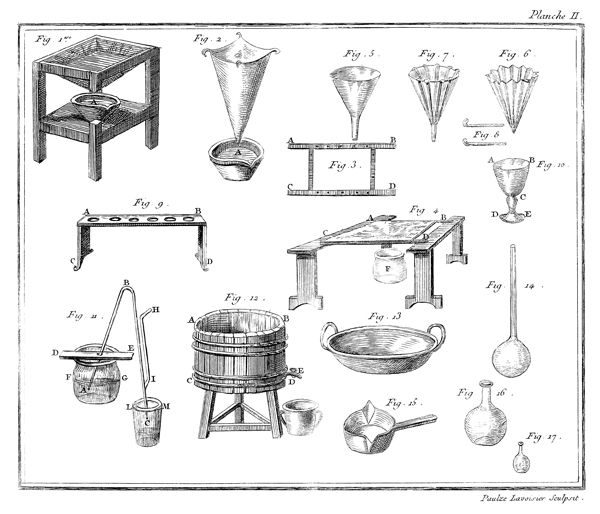 Planche II.
Fig. 1.re
Fig. 2
Fig. 5.
Fig. 7.
Fig. 6.
A
A
Fig. 8
A B
Fig. 3.
C D
A B
Fig. 10.
C
D E
Fig. 9
A B
C D
Fig. 4
A B
C D
F
B
H
Fig. 11
D E
F G
A
I
L M
C
Fig. 12.
A B
C D
E
Fig. 13
Fig. 14.
Fig. 15.
Fig. 16
Fig. 17.
Paulze Lavoisier Sculpsit.